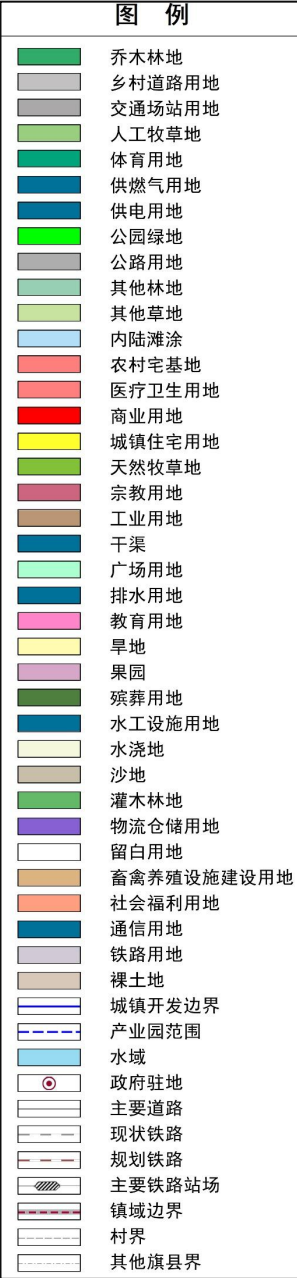 图 例
乔木林地
乡村道路用地
交通场站用地
人工牧草地
体育用地
供燃气用地
供电用地
公园绿地
公路用地
其他林地
其他草地
内陆滩涂
农村宅基地
医疗卫生用地
商业用地
城镇住宅用地
天然牧草地
宗教用地
工业用地
干渠
广场用地
排水用地
教育用地
旱地
果园
殡葬用地
水工设施用地
水浇地
沙地
灌木林地
物流仓储用地
留白用地
畜禽养殖设施建设用地
社会福利用地
通信用地
铁路用地
裸土地
城镇开发边界
产业园范围
水域
政府驻地
主要道路
现状铁路
规划铁路
主要铁路站场
镇域边界
村界
其他旗县界